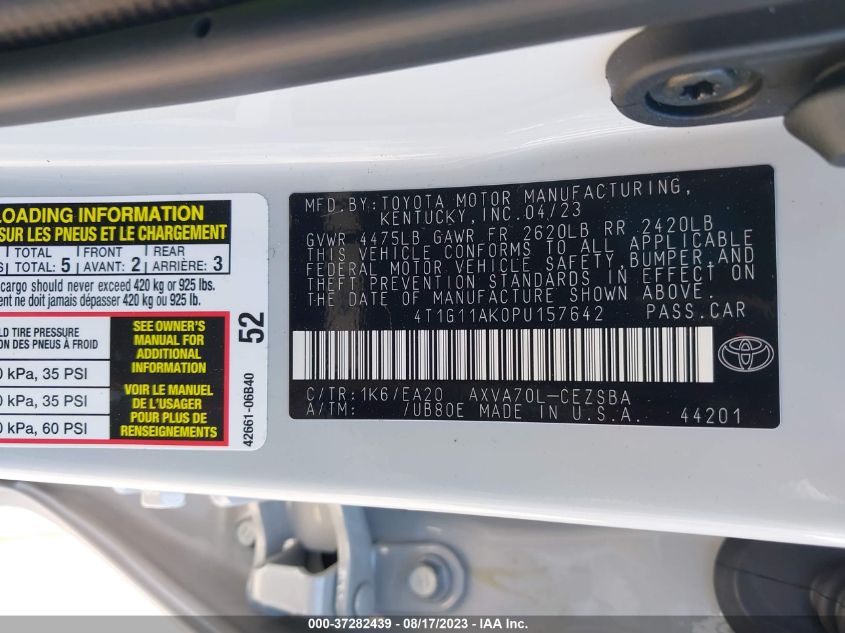 LOADING INFORMATION
SUR LES PNEUS ET LE CHARGEMENT
TOTAL FRONT REAR
TOTAL: 5 AVANT: 2 ARRIÈRE: 3
cargo should never exceed 420 kg or 925 lbs.
ne doit jamais dépasser 420 kg ou 925 lb.
TIRE PRESSURE
DES PNEUS À FROID
kPa, 35 PSI
kPa, 35 PSI
kPa, 60 PSI
SEE OWNER'S
MANUAL FOR
ADDITIONAL
INFORMATION
VOIR LE MANUEL
DE L'USAGER
POUR PLUS DE
RENSEIGNEMENTS
52
42661-06B40
MFD.BY:TOYOTA MOTOR MANUFACTURING,
KENTUCKY,INC.04/23
GVWR 4475LB GAWR FR 2620LB RR 2420LB
THIS VEHICLE CONFORMS TO ALL APPLICABLE
FEDERAL MOTOR VEHICLE SAFETY,BUMPER,AND
THEFT PREVENTION STANDARDS IN EFFECT ON
THE DATE OF MANUFACTURE SHOWN ABOVE.
4T1G11AK0PU157642 PASS.CAR
C/TR:1K6/EA20 AXVA70L-CEZSBA
A/TM: /UB80E MADE IN U.S.A. 44201
000-37282439 - 08/17/2023 - IAAI.com